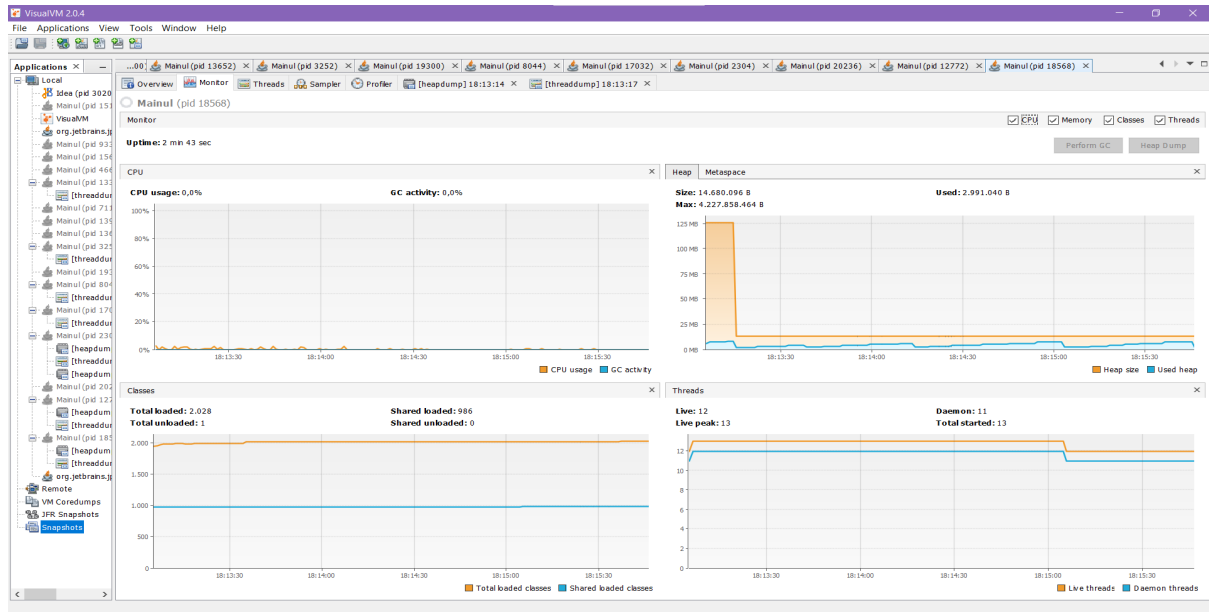 VisualVM 2.0.4
File Applications View Tools Window Help
Applications
Local
Idea (pid 3020
Mainul (pid 151
VisualVM
org.jetbrains.jp
Mainul (pid 933
Mainul (pid 156
Mainul (pid 466
Mainul (pid 133
[threaddur
Mainul (pid 711
Mainul (pid 139
Mainul (pid 136
Mainul (pid 325
[threaddur
Mainul (pid 193
Mainul (pid 804
[threaddur
Mainul (pid 170
[threaddur
Mainul (pid 230
[heapdum
[threaddur
[heapdum
Mainul (pid 202
Mainul (pid 127
[heapdum
[threaddur
Mainul (pid 185
[heapdum
[threaddur
org.jetbrains.jp
Remote
VM Coredumps
JFR Snapshots
Snapshots
...00) Mainul (pid 13652) Mainul (pid 3252) Mainul (pid 19300) Mainul (pid 8044) Mainul (pid 17032) Mainul (pid 2304) Mainul (pid 20236) Mainul (pid 12772) Mainul (pid 18568)
Overview Monitor Threads Sampler Profiler [heapdump] 18:13:14 [threaddump] 18:13:17
Mainul (pid 18568)
Monitor CPU Memory Classes Threads
Uptime: 2 min 43 sec Perform GC Heap Dump
CPU
CPU usage: 0,0% GC activity: 0,0%
100%
80%
60%
40%
20%
0%
18:13:30 18:14:00 18:14:30 18:15:00 18:15:30
CPU usage GC activity
Heap Metaspace
Size: 14.680.096 B Used: 2.991.040 B
Max: 4.227.858.464 B
125 MB
100 MB
75 MB
50 MB
25 MB
0 MB
18:13:30 18:14:00 18:14:30 18:15:00 18:15:30
Heap size Used heap
Classes
Total loaded: 2.028 Shared loaded: 986
Total unloaded: 1 Shared unloaded: 0
2.000
1.500
1.000
500
0
18:13:30 18:14:00 18:14:30 18:15:00 18:15:30
Total loaded classes Shared loaded classes
Threads
Live: 12 Daemon: 11
Live peak: 13 Total started: 13
12
10
8
6
4
2
0
18:13:30 18:14:00 18:14:30 18:15:00 18:15:30
Live threads Daemon threads